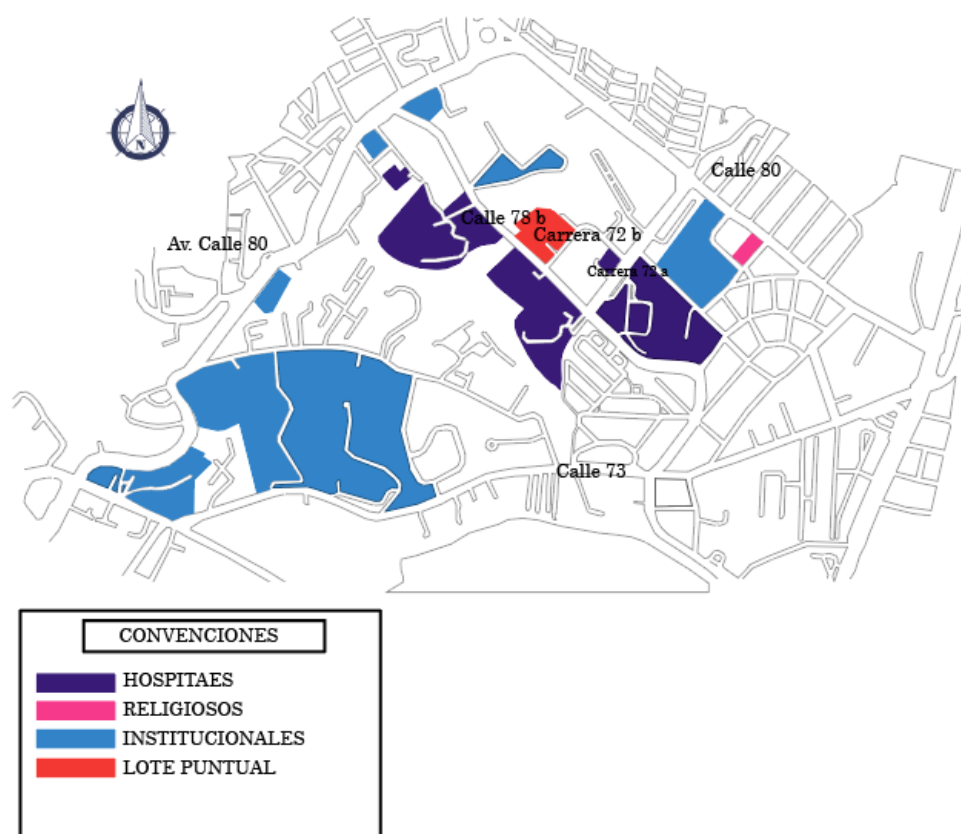 Calle 80
Calle 78 b
Carrera 72 b
Av. Calle 80
Carrera 72 a
Calle 73
N
CONVENCIONES
HOSPITAES
RELIGIOSOS
INSTITUCIONALES
LOTE PUNTUAL